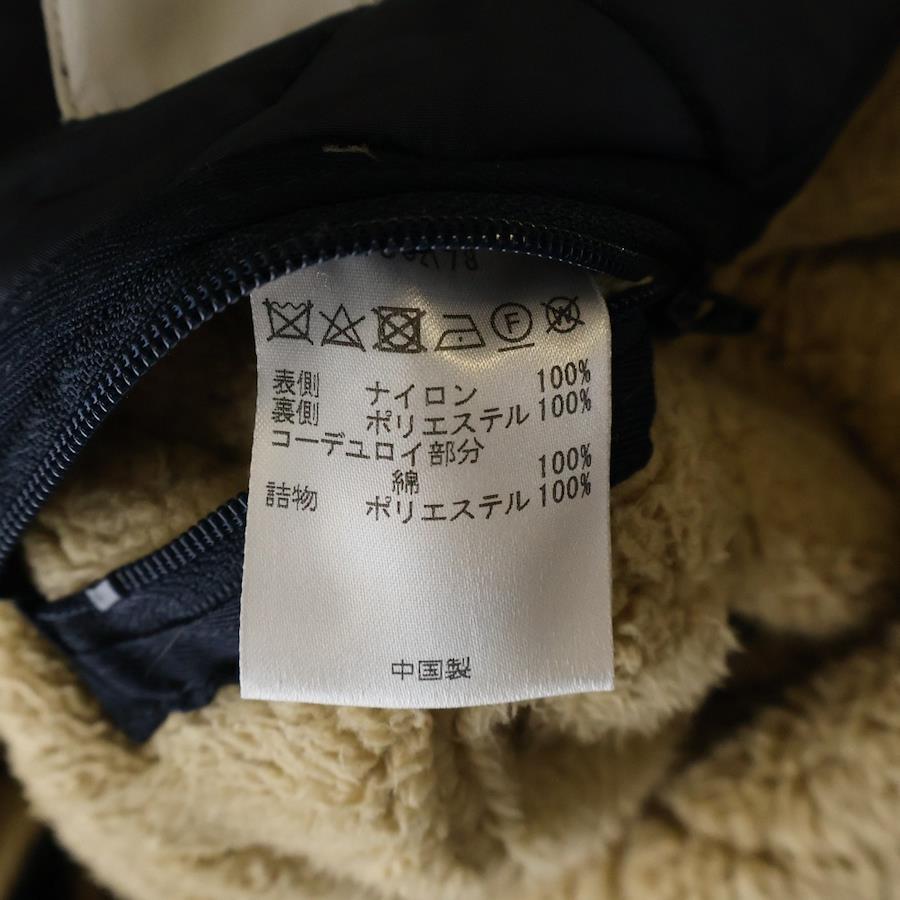 F
W
表側 ナイロン 100%
裏側 ポリエステル 100%
コーデュロイ部分
綿 100%
詰物 ポリエステル 100%
中国製